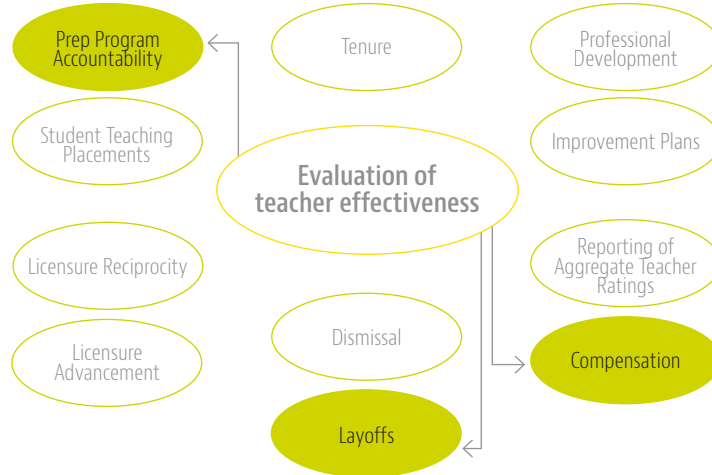 Prep Program
Accountability
Tenure
Professional
Development
Student Teaching
Placements
Improvement Plans
Evaluation of
teacher effectiveness
Licensure Reciprocity
Reporting of
Aggregate Teacher
Ratings
Licensure
Advancement
Dismissal
Compensation
Layoffs